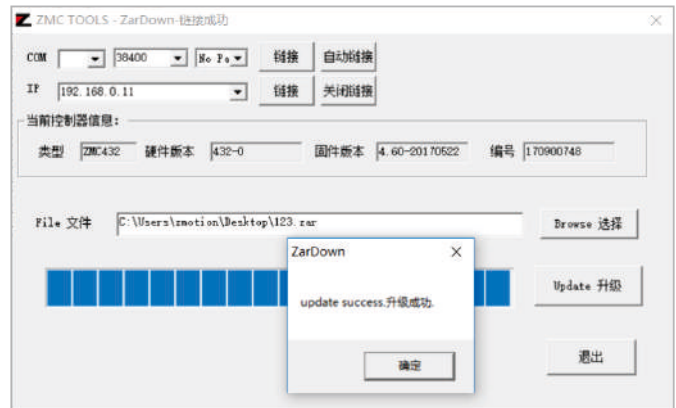 ZMC TOOLS - ZarDown-链接成功
COM 38400 No Pa 链接 自动链接
IP 192.168.0.11 链接 关闭链接
当前控制器信息:
类型 ZMC432 硬件版本 432-0 固件版本 4.60-20170522 编号 170900748
File 文件 C:\Users\zmotion\Desktop\123.zar Browse 选择
ZarDown
update success.升级成功.
Update 升级
确定
退出